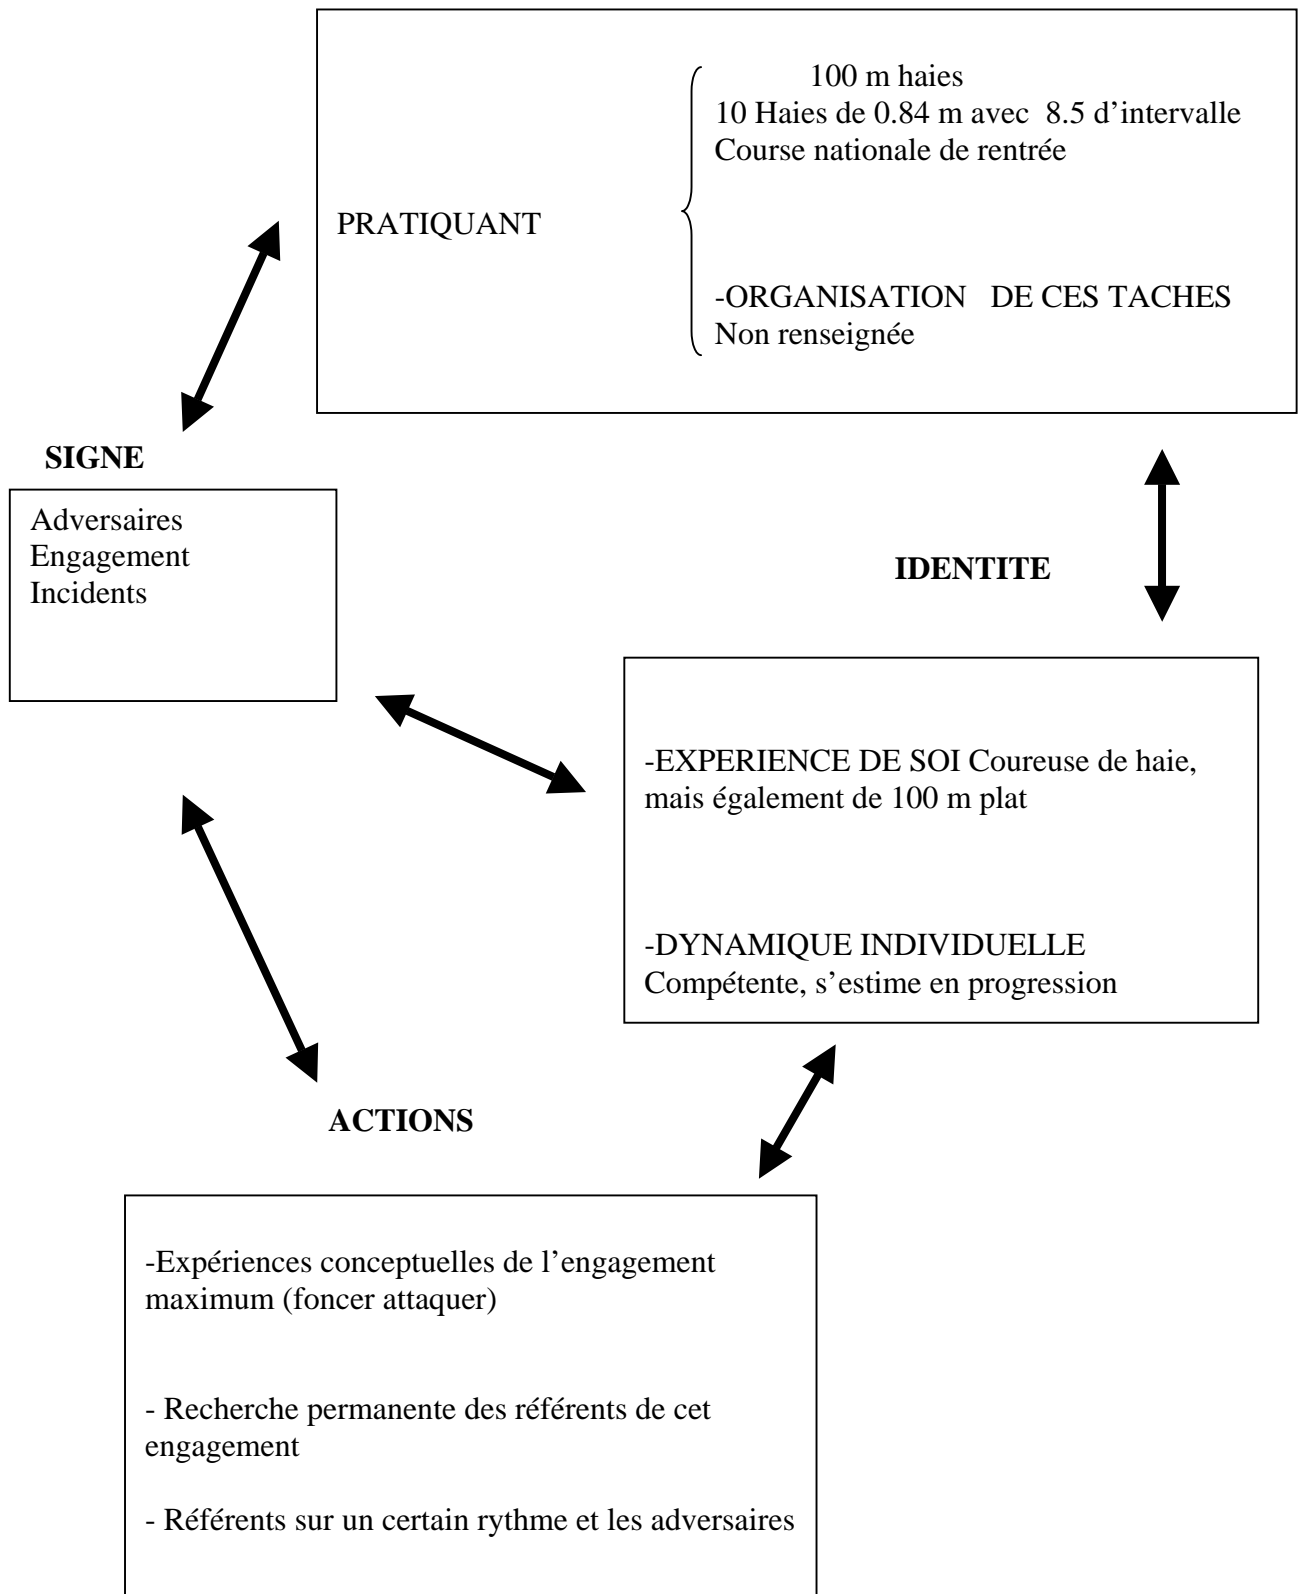 100 m haies
10 Haies de 0.84 m avec  8.5 d’intervalle
Course nationale de rentrée
PRATIQUANT
-ORGANISATION   DE CES TACHES
Non renseignée
SIGNE
Adversaires
Engagement
Incidents
IDENTITE
-EXPERIENCE DE SOI Coureuse de haie,
mais également de 100 m plat
-DYNAMIQUE INDIVIDUELLE
Compétente, s’estime en progression
ACTIONS
-Expériences conceptuelles de l’engagement
maximum (foncer attaquer)
- Recherche permanente des référents de cet
engagement
- Référents sur un certain rythme et les adversaires